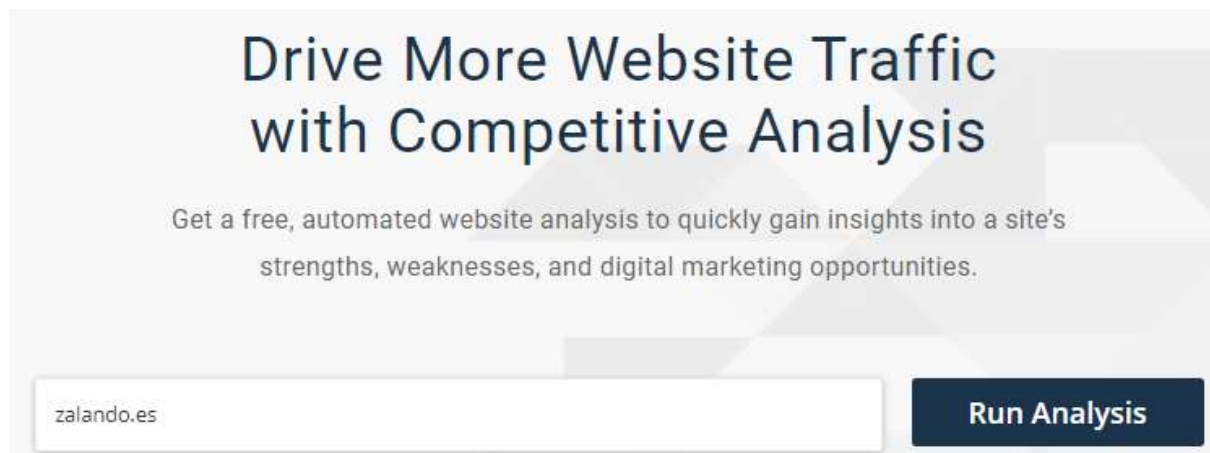 Drive More Website Traffic
with Competitive Analysis
Get a free, automated website analysis to quickly gain insights into a site's
strengths, weaknesses, and digital marketing opportunities.
zalando.es
Run Analysis